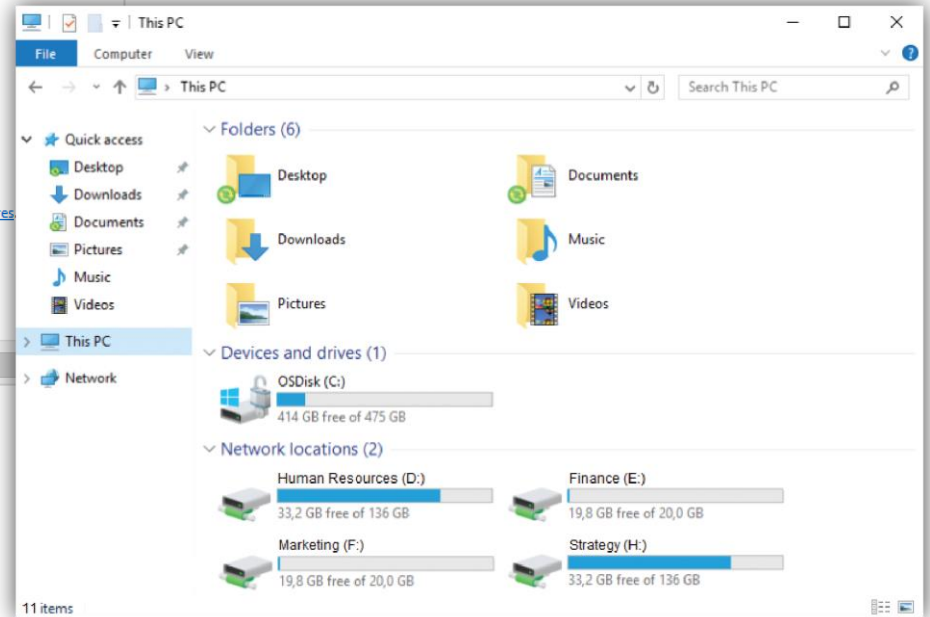 This PC
File Computer View
This PC
Search This PC
Quick access
Desktop
Downloads
Documents
Pictures
Music
Videos
This PC
Network
Folders (6)
Desktop
Documents
Downloads
Music
Pictures
Videos
Devices and drives (1)
OSDisk (C:)
414 GB free of 475 GB
Network locations (2)
Human Resources (D:)
33,2 GB free of 136 GB
Finance (E:)
19,8 GB free of 20,0 GB
Marketing (F:)
19,8 GB free of 20,0 GB
Strategy (H:)
33,2 GB free of 136 GB
11 items